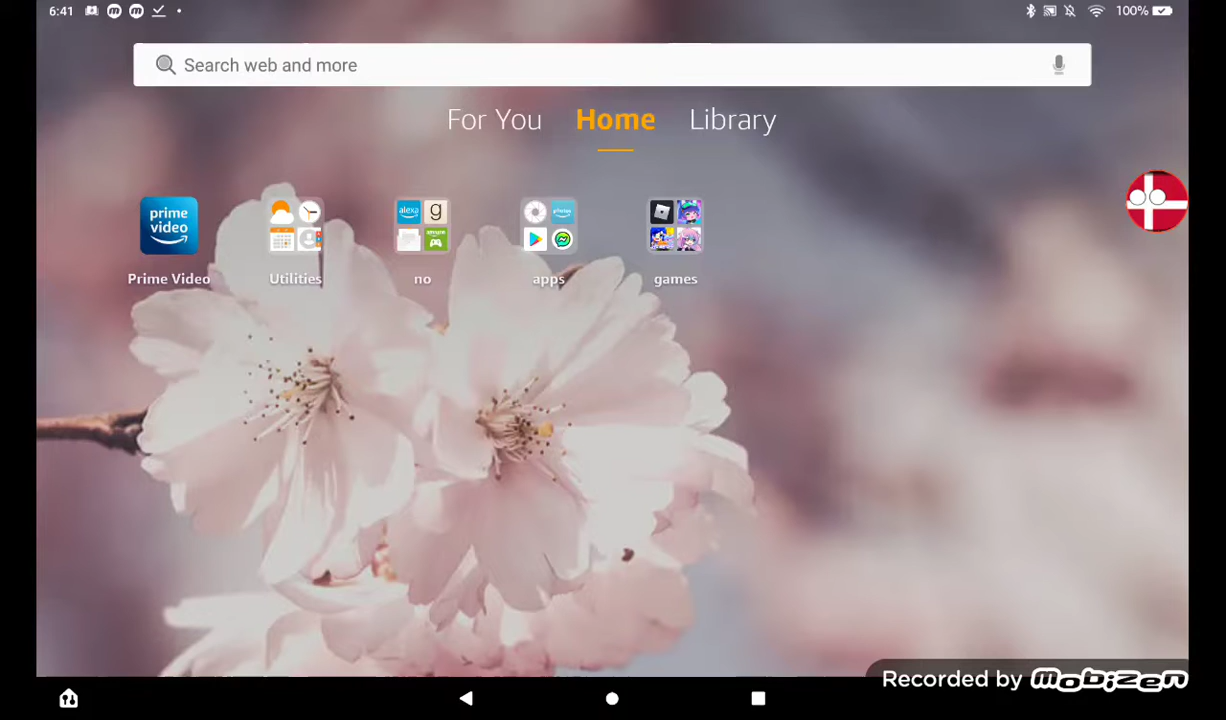 6:41
100%
Search web and more
For You Home Library
prime video
alexa g
Prime Video Utilities no apps games
Recorded by mobizen